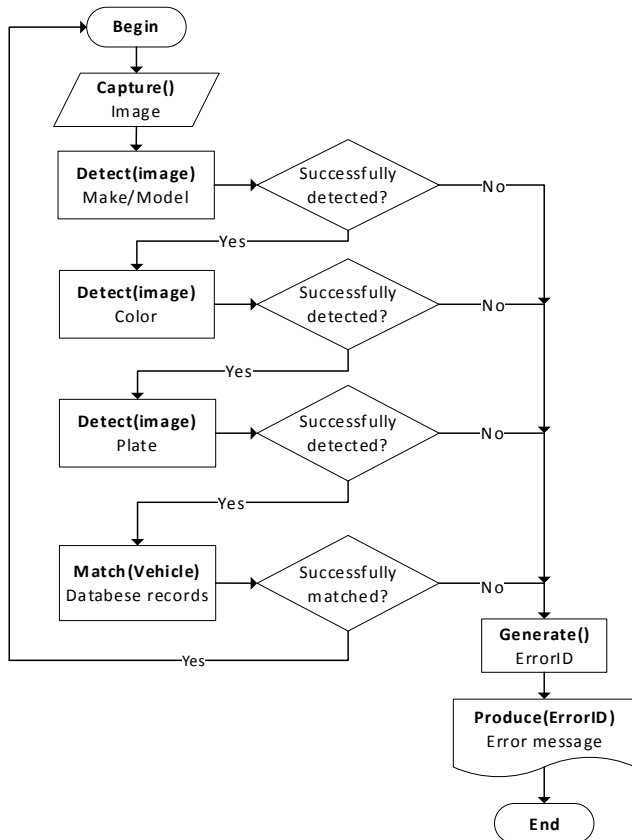 Begin
Capture()
Image
Detect(image)
Make/Model
Successfully
detected?
No
Yes
Detect(image)
Color
Successfully
detected?
No
Yes
Detect(image)
Plate
Successfully
detected?
No
Yes
Match(Vehicle)
Databese records
Successfully
matched?
No
Yes
Generate()
ErrorID
Produce(ErrorID)
Error message
End